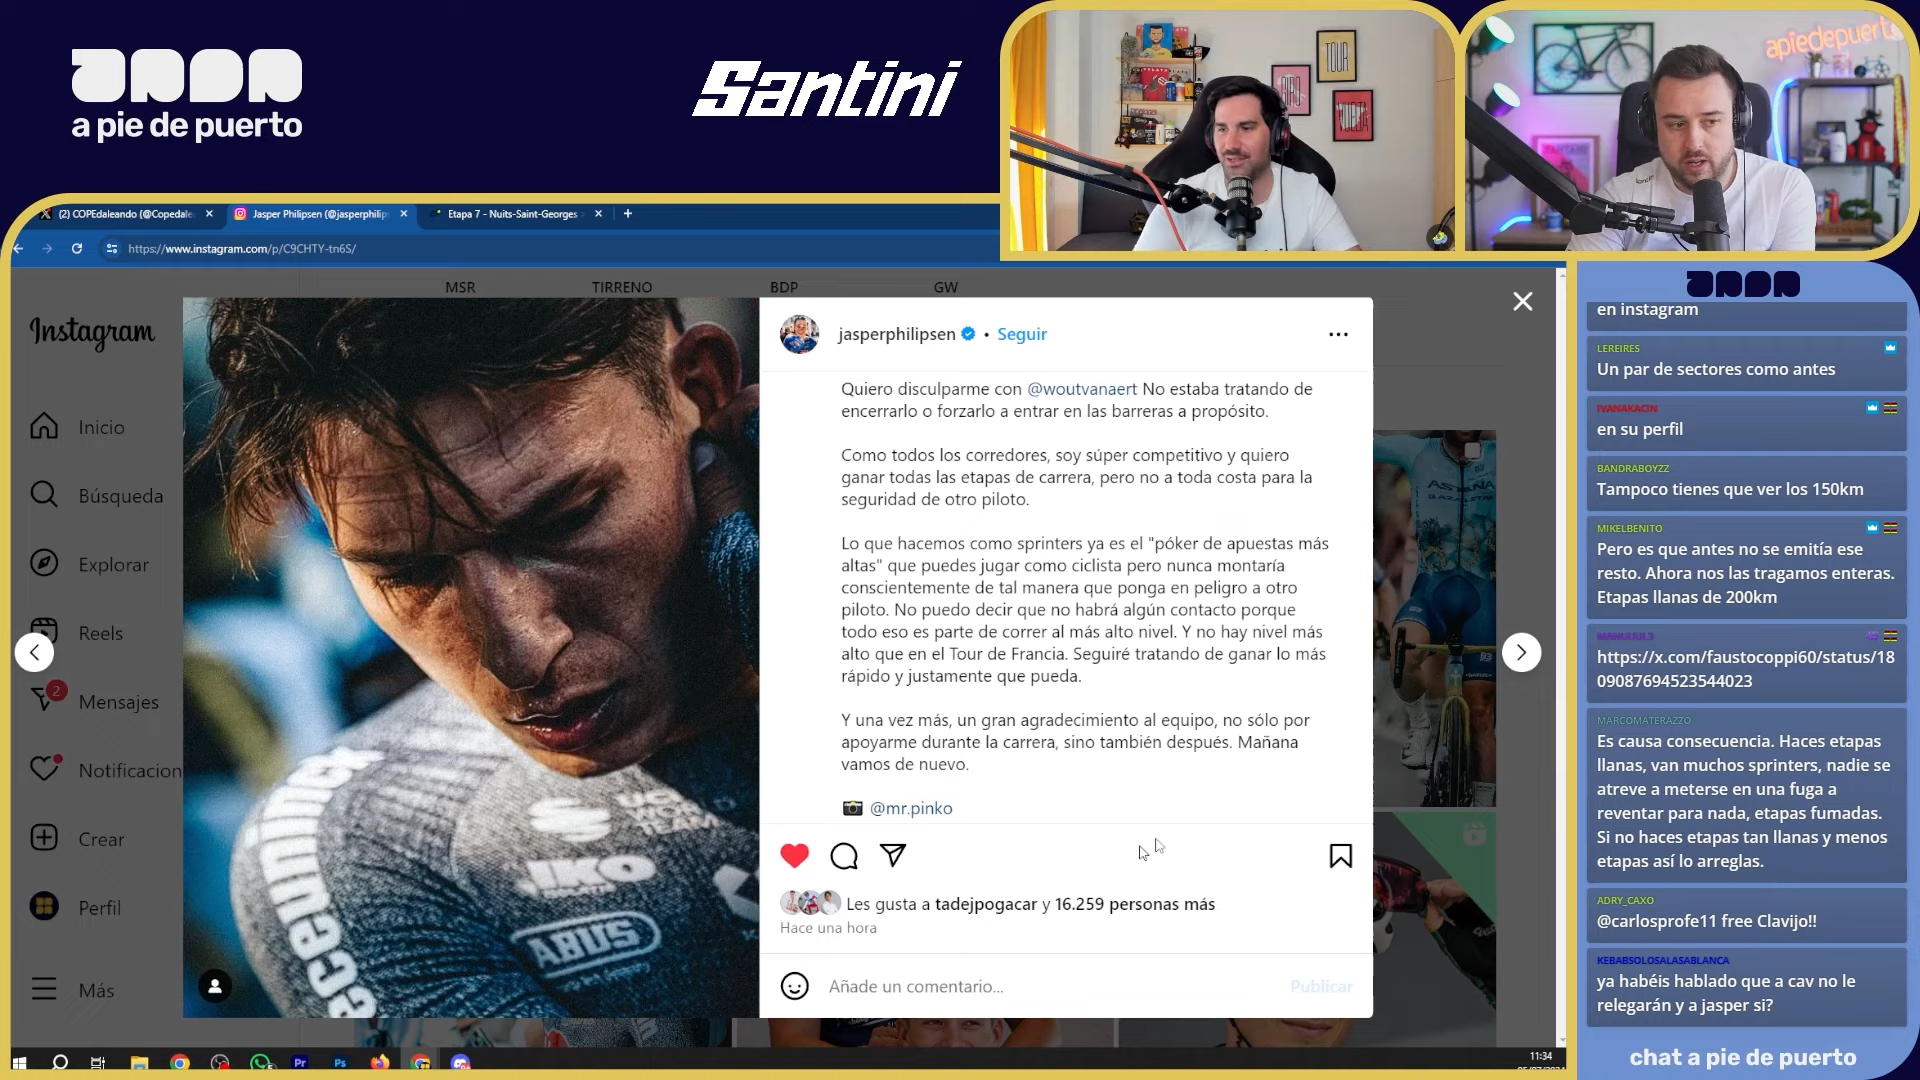 a pie de puerto
Santini
TOUR
GIRO
VUELTA
apiedepuerto
(2) COPEdaleando (@Copedale
Jasper Philipsen (@jasperphilip
Etapa 7 - Nuits-Saint-Georges
https://www.instagram.com/p/C9CHTY-tn6S/
MSR
TIRRENO
BDP
GW
Instagram
Inicio
Búsqueda
Explorar
Reels
2
Mensajes
Notificacion
Crear
Perfil
Más
eceuninck
ABUS
jasperphilipsen • Seguir
Quiero disculparme con @woutvanaert No estaba tratando de
encerrarlo o forzarlo a entrar en las barreras a propósito.
Como todos los corredores, soy súper competitivo y quiero
ganar todas las etapas de carrera, pero no a toda costa para la
seguridad de otro piloto.
Lo que hacemos como sprinters ya es el "póker de apuestas más
altas" que puedes jugar como ciclista pero nunca montaría
conscientemente de tal manera que ponga en peligro a otro
piloto. No puedo decir que no habrá algún contacto porque
todo eso es parte de correr al más alto nivel. Y no hay nivel más
alto que en el Tour de Francia. Seguiré tratando de ganar lo más
rápido y justamente que pueda.
Y una vez más, un gran agradecimiento al equipo, no sólo por
apoyarme durante la carrera, sino también después. Mañana
vamos de nuevo.
@mr.pinko
Les gusta a tadejpogacar y 16.259 personas más
Hace una hora
Añade un comentario...
Publicar
ASTANA
11:34
en instagram
LEREIRES
Un par de sectores como antes
IVANAKACIN
en su perfil
BANDRABOYZZ
Tampoco tienes que ver los 150km
MIKELBENITO
Pero es que antes no se emitía ese
resto. Ahora nos las tragamos enteras.
Etapas llanas de 200km
https://x.com/faustocoppi60/status/18
09087694523544023
MARCOMATERAZZO
Es causa consecuencia. Haces etapas
llanas, van muchos sprinters, nadie se
atreve a meterse en una fuga a
reventar para nada, etapas fumadas.
Si no haces etapas tan llanas y menos
etapas así lo arreglas.
ADRY_CAXO
@carlosprofe11 free Clavijo!!
KEBABSOLOSALASABLANCA
ya habéis hablado que a cav no le
relegarán y a jasper si?
chat a pie de puerto